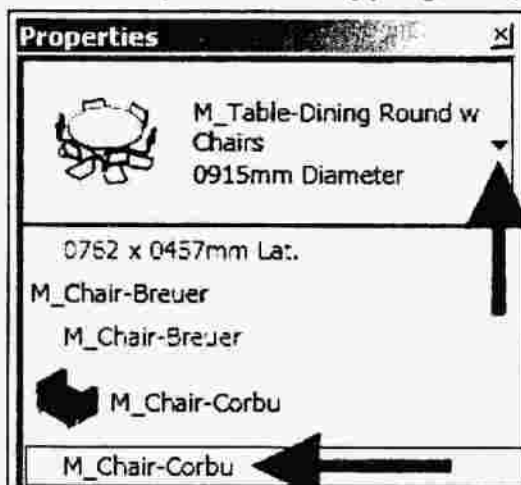 Properties
M_Table-Dining Round w
Chairs
0915mm Diameter
0762 x 0457mm Lat.
M_Chair-Breuer
M_Chair-Breuer
M_Chair-Corbu
M_Chair-Corbu